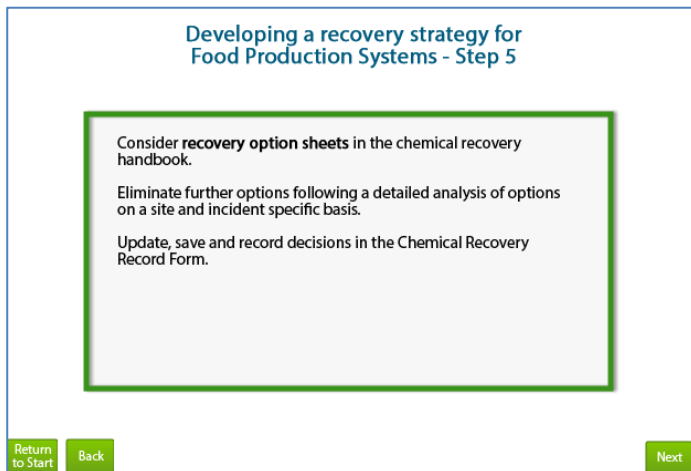 Developing a recovery strategy for
Food Production Systems - Step 5
Consider recovery option sheets in the chemical recovery
handbook.
Eliminate further options following a detailed analysis of options
on a site and incident specific basis.
Update, save and record decisions in the Chemical Recovery
Record Form.
Return
to Start
Back
Next